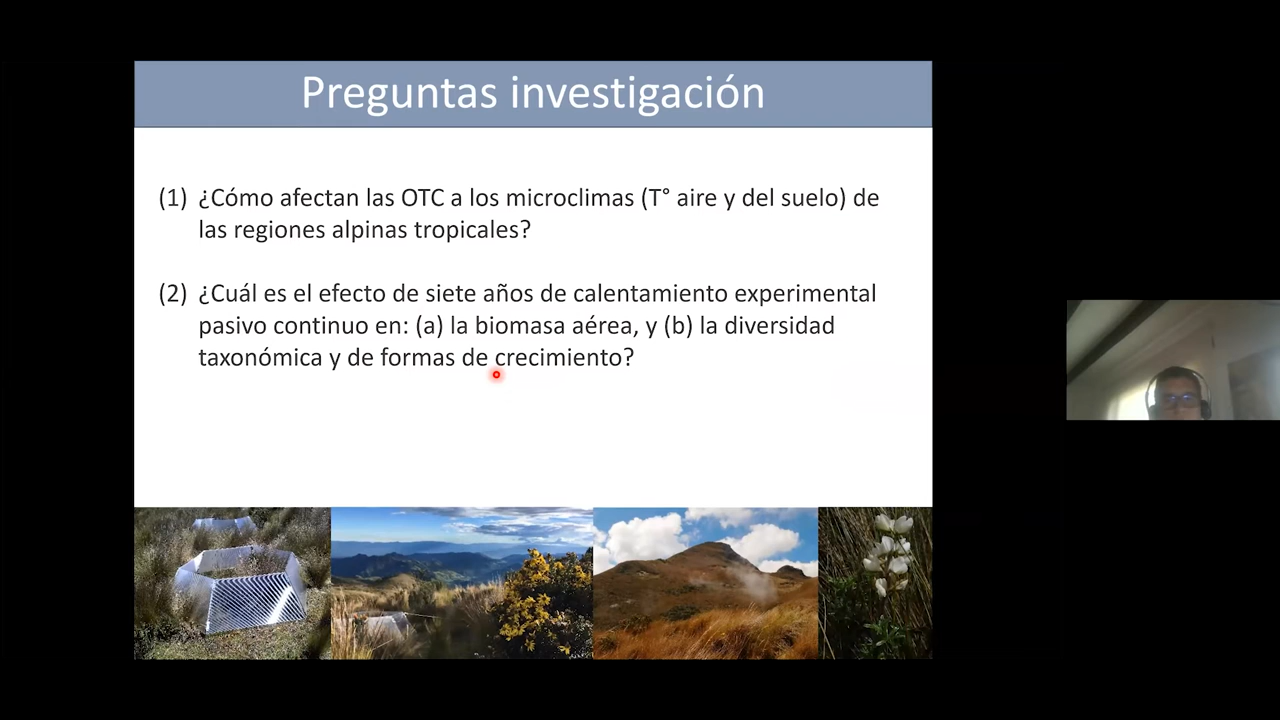 Preguntas investigación
(1) ¿Cómo afectan las OTC a los microclimas (T° aire y del suelo) de
las regiones alpinas tropicales?
(2) ¿Cuál es el efecto de siete años de calentamiento experimental
pasivo continuo en: (a) la biomasa aérea, y (b) la diversidad
taxonómica y de formas de crecimiento?